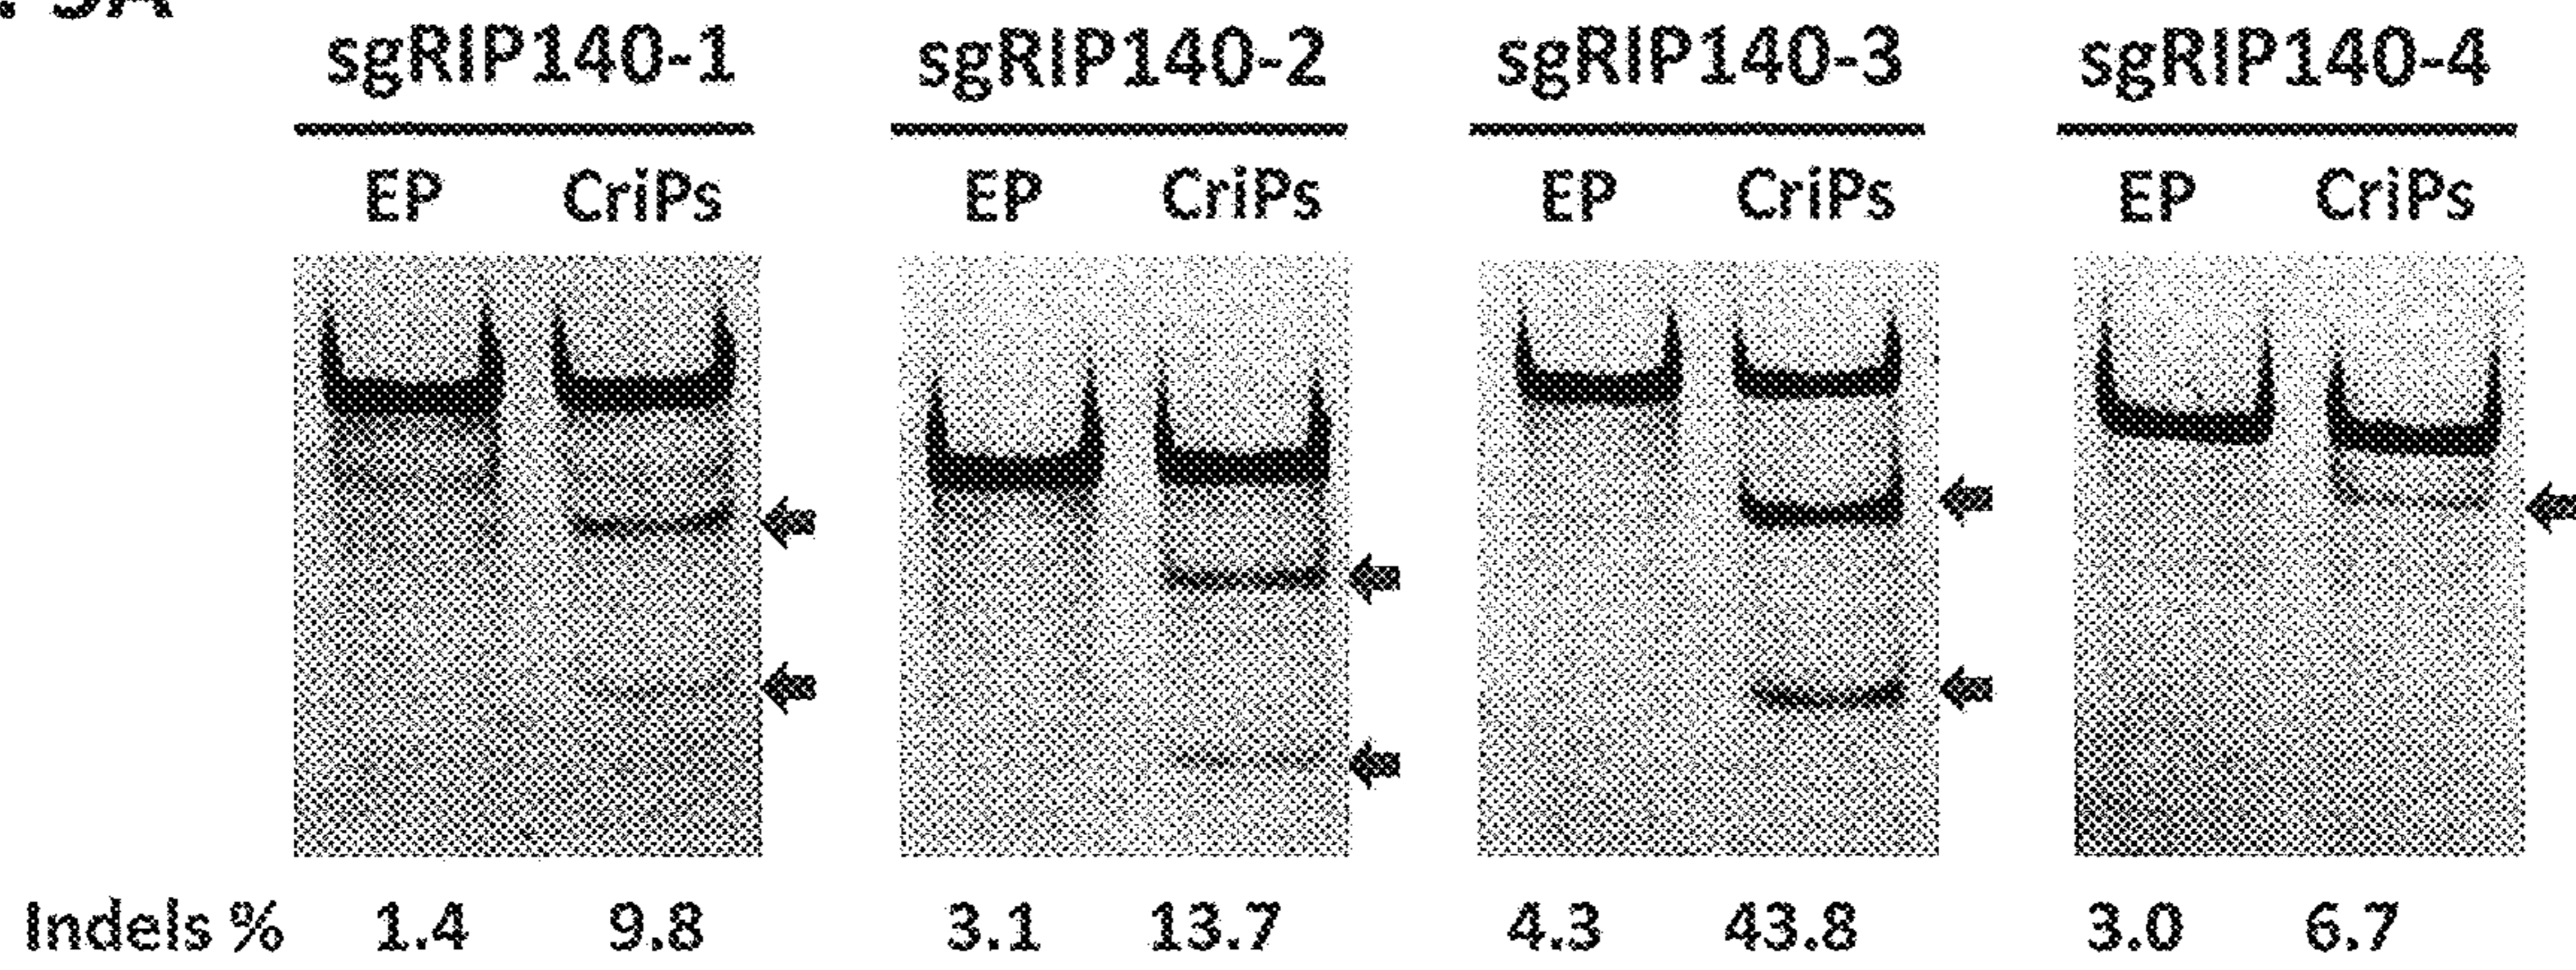 sgRIP140-1 sgRIP140-2 sgRIP140-3 sgRIP140-4
EP CriPs EP CriPs EP CriPs EP CriPs
Indels % 1.4 9.8 3.1 13.7 4.3 43.8 3.0 6.7